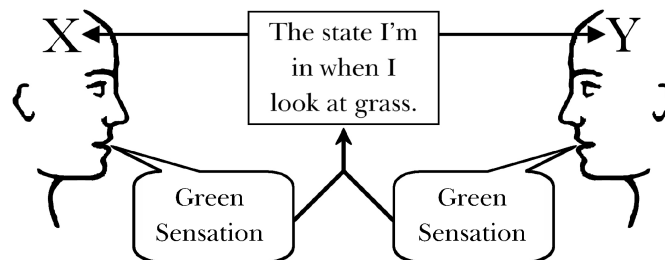 X
The state I'm
in when I
look at grass.
Y
Green
Sensation
Green
Sensation